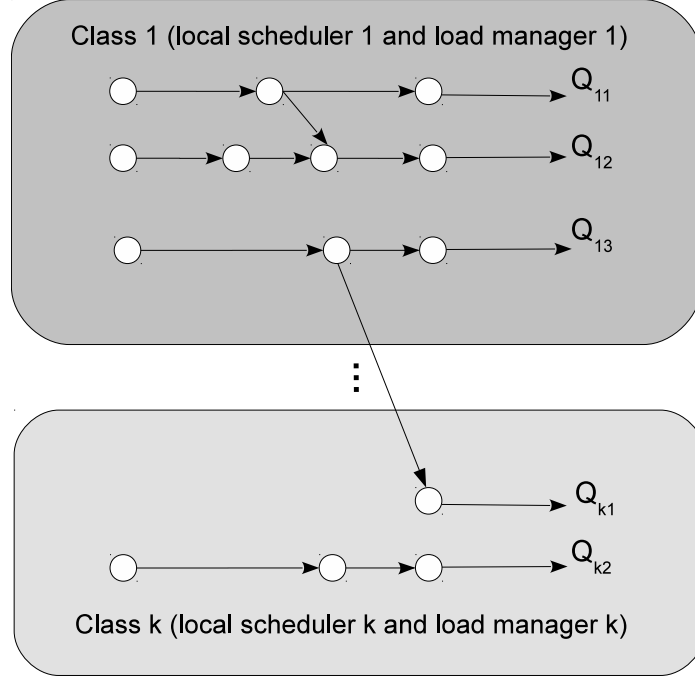 Class 1 (local scheduler 1 and load manager 1)
Q11
Q12
Q13
⋮
Qk1
Qk2
Class k (local scheduler k and load manager k)